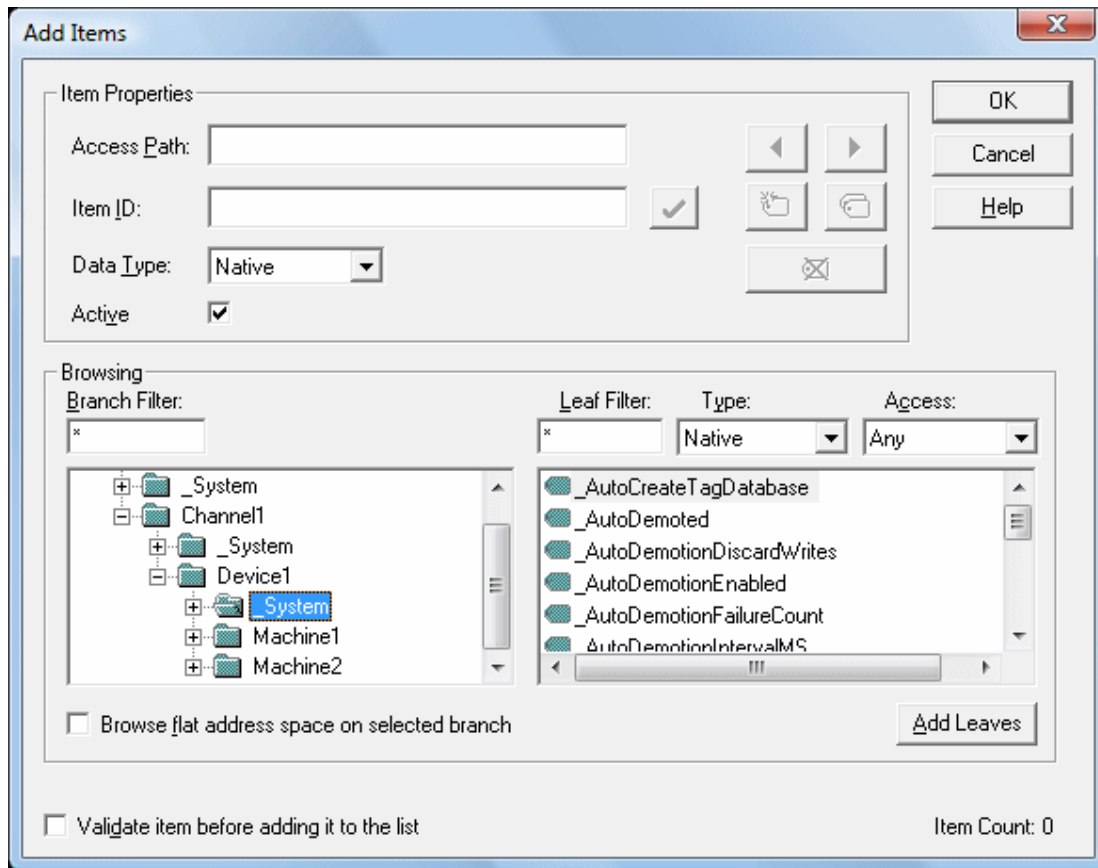 Add Items
Item Properties
OK
Access Path:
Cancel
Item ID:
Help
Data Type: Native
Active
Browsing
Branch Filter: Leaf Filter: Type: Access:
* * Native Any
_System _AutoCreateTagDatabase
Channel1 _AutoDemoted
_System _AutoDemotionDiscardWrites
Device1 _AutoDemotionEnabled
_System _AutoDemotionFailureCount
Machine1 _AutoDemotionIntervalMS
Machine2
Browse flat address space on selected branch Add Leaves
Validate item before adding it to the list Item Count: 0